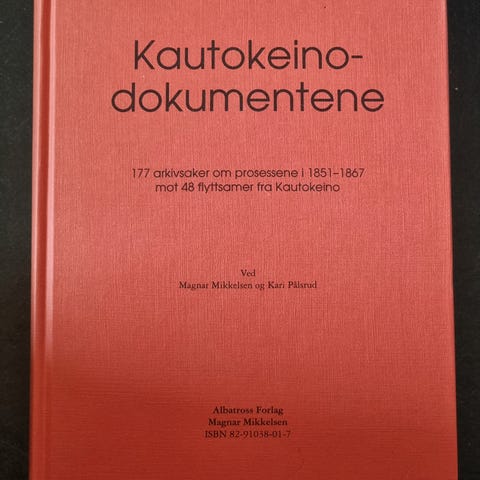 Kautokeino-
dokumentene
177 arkivsaker om prosessene i 1851–1867
mot 48 flyttsamer fra Kautokeino
Ved
Magnar Mikkelsen og Kari Pålsrud
Albatross Forlag
Magnar Mikkelsen
ISBN 82-91038-01-7